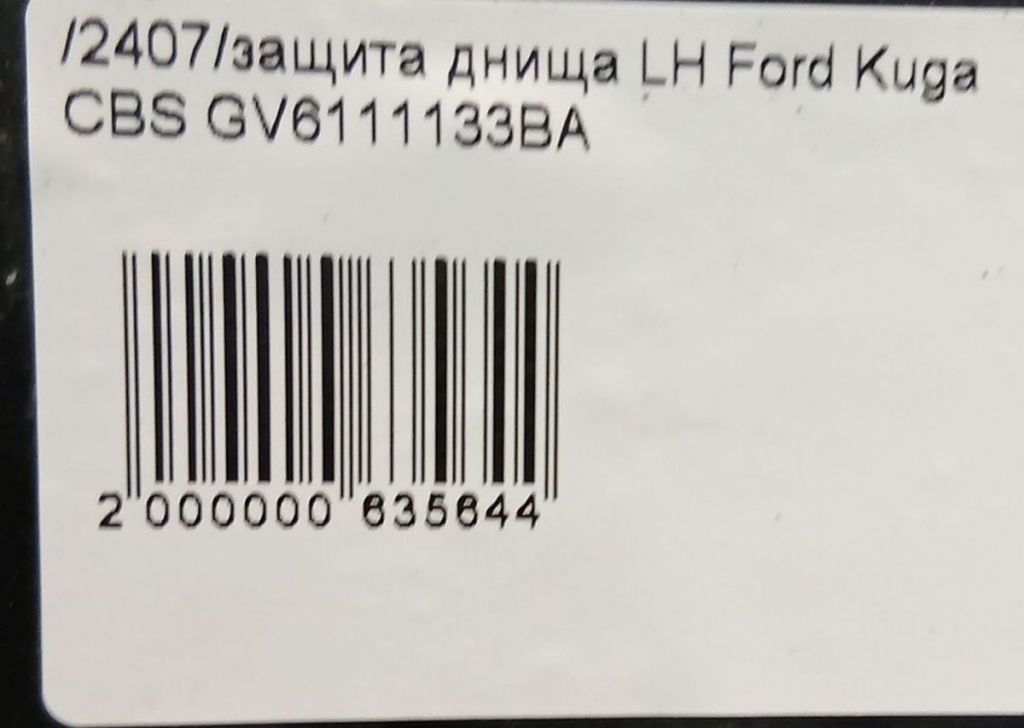 /2407/защита днища LH Ford Kuga
CBS GV6111133BA
2 000000 635644